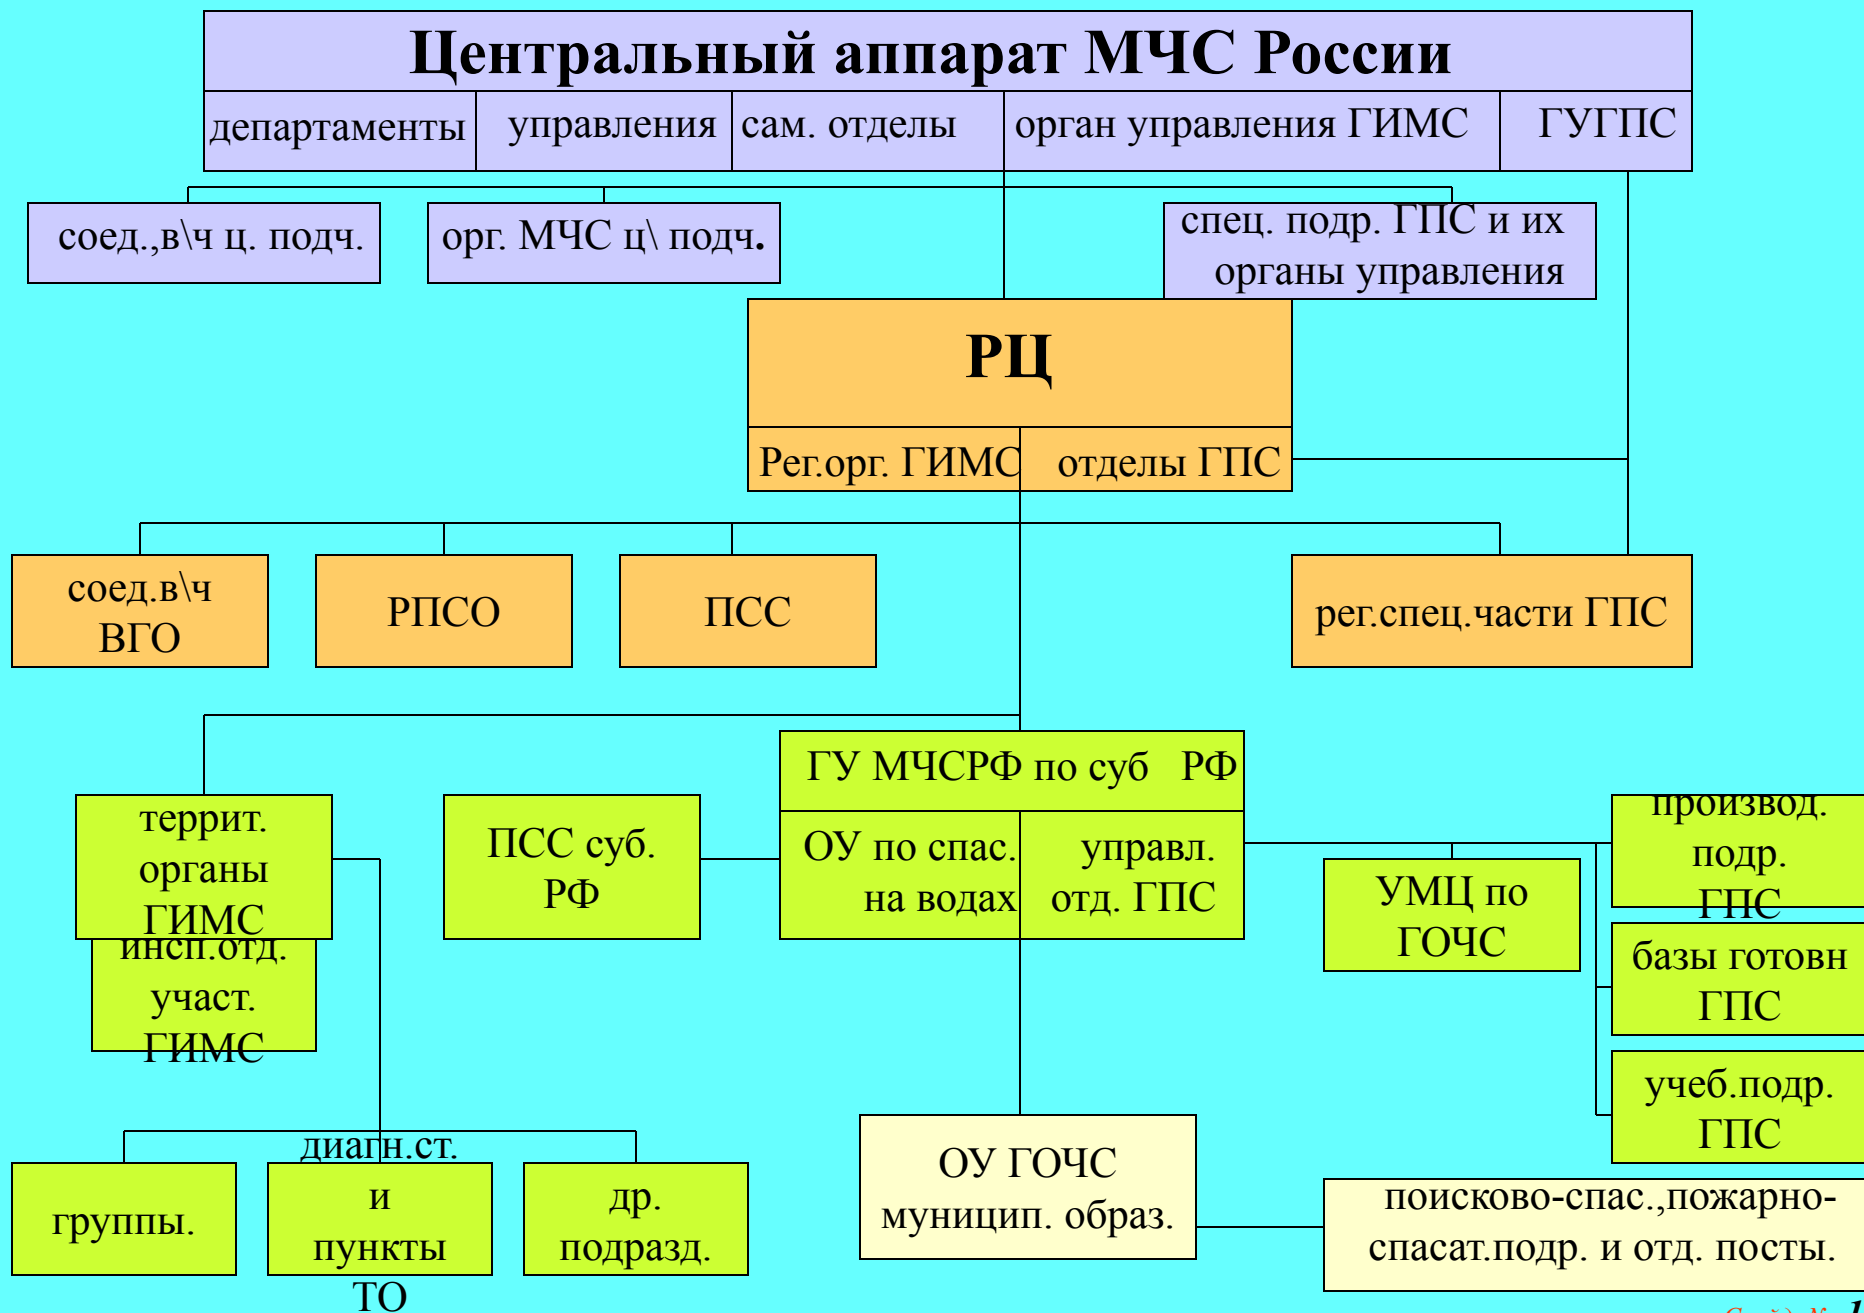 Центральный аппарат МЧС России
департаменты управления сам. отделы орган управления ГИМС ГУГПС
соед.,в\ч ц. подч.
орг. МЧС ц\ подч.
спец. подр. ГПС и их
органы управления
РЦ
Рег.орг. ГИМС отделы ГПС
соед.в\ч
ВГО
РПСО
ПСС
рег.спец.части ГПС
ГУ МЧСРФ по суб РФ
ОУ по спас.
на водах
управл.
отд. ГПС
террит.
органы
ГИМС
инсп.отд.
участ.
ГИМС
ПСС суб.
РФ
УМЦ по
ГОЧС
производ.
подр.
ГПС
базы готовн
ГПС
учеб.подр.
ГПС
группы.
диагн.ст.
и
пункты
ТО
др.
подразд.
ОУ ГОЧС
муницип. образ.
поисково-спас.,пожарно-
спасат.подр. и отд. посты.